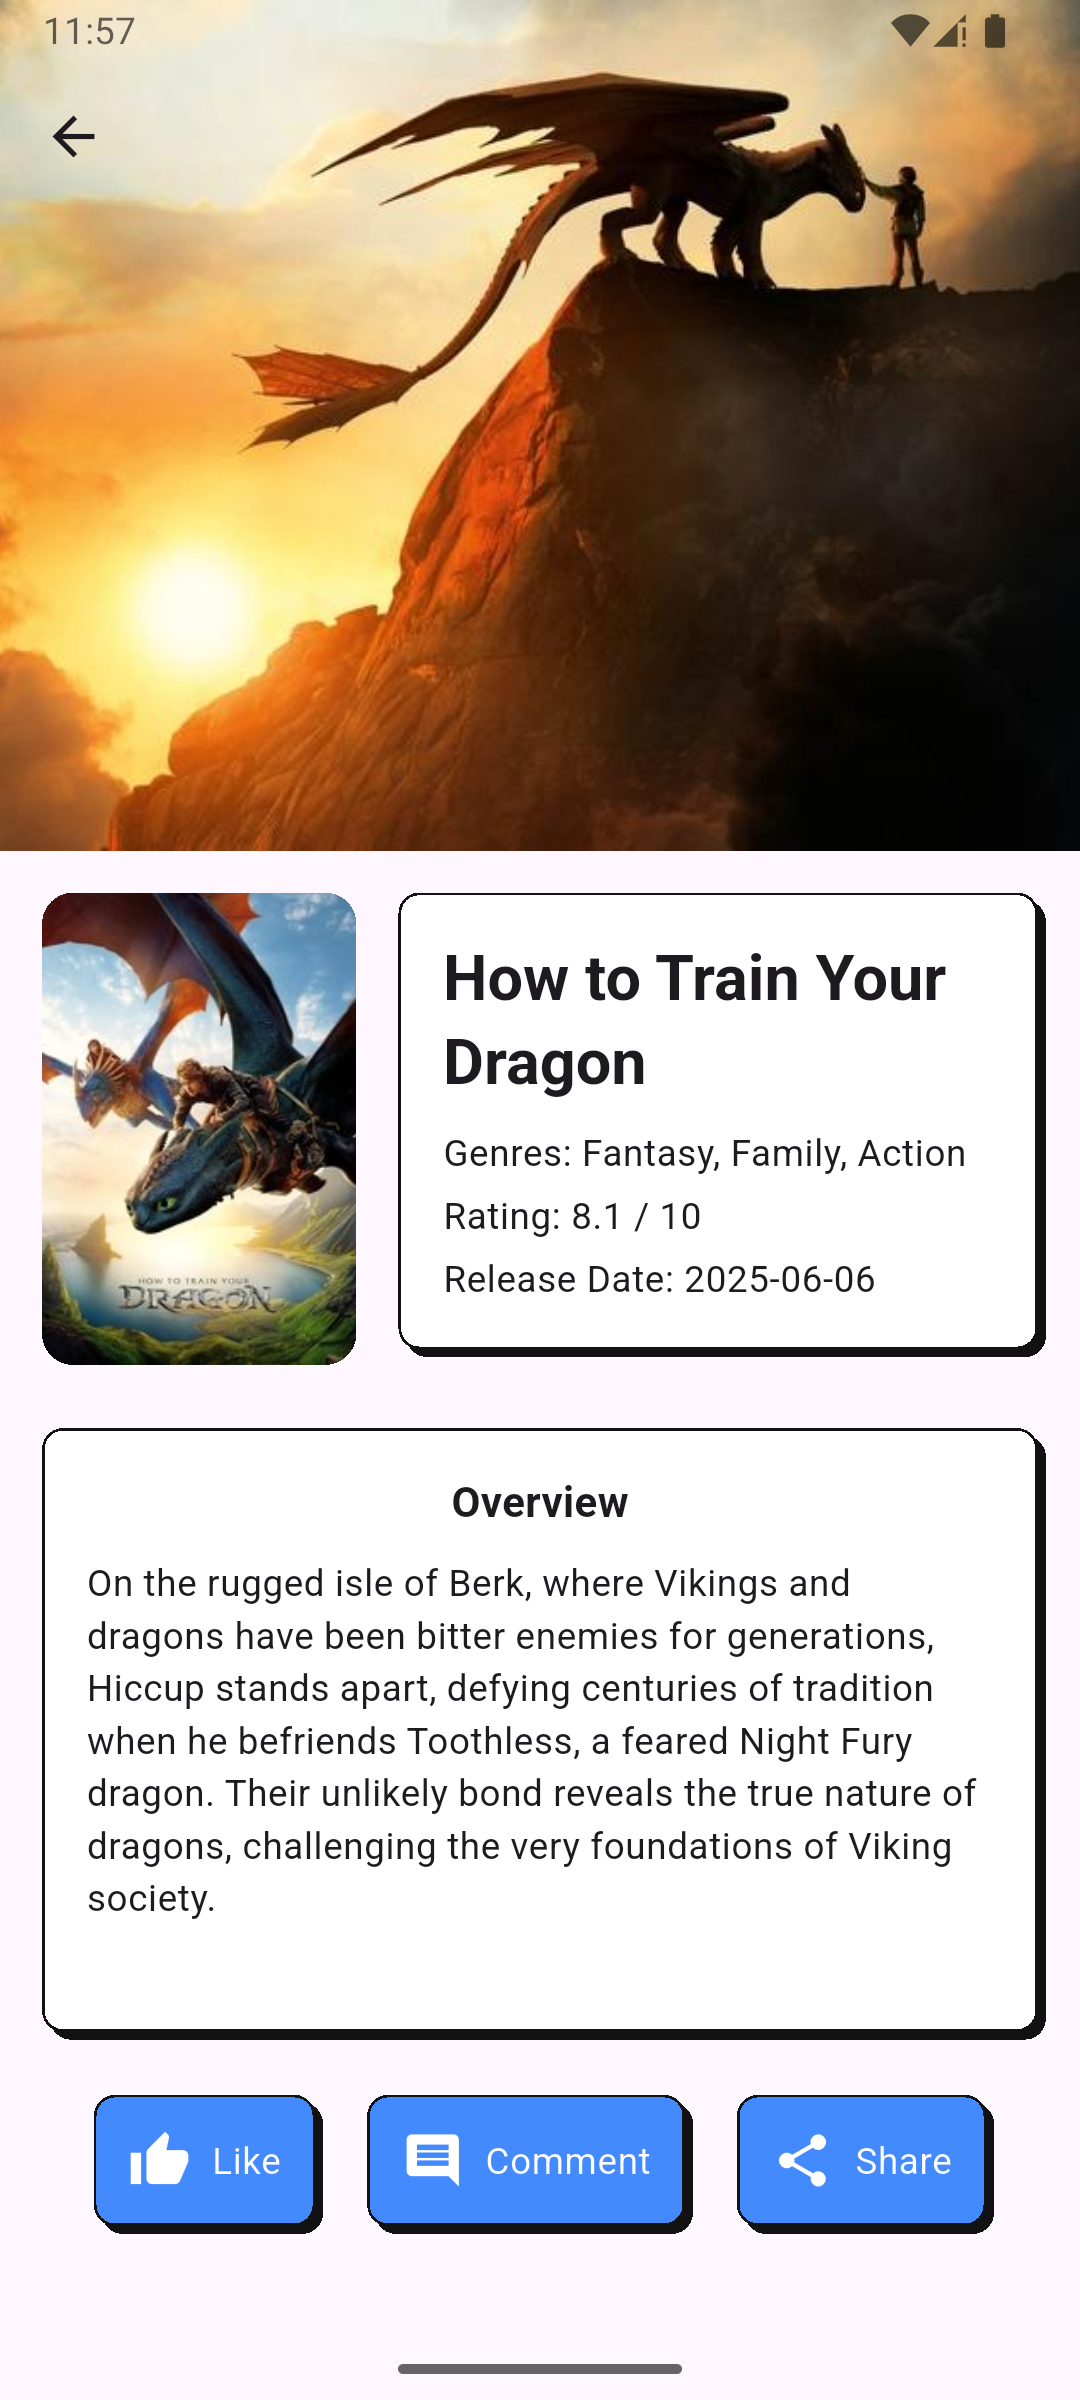 11:57
HOW TO TRAIN YOUR
DRAGON
How to Train Your
Dragon
Genres: Fantasy, Family, Action
Rating: 8.1 / 10
Release Date: 2025-06-06
Overview
On the rugged isle of Berk, where Vikings and
dragons have been bitter enemies for generations,
Hiccup stands apart, defying centuries of tradition
when he befriends Toothless, a feared Night Fury
dragon. Their unlikely bond reveals the true nature of
dragons, challenging the very foundations of Viking
society.
Like
Comment
Share